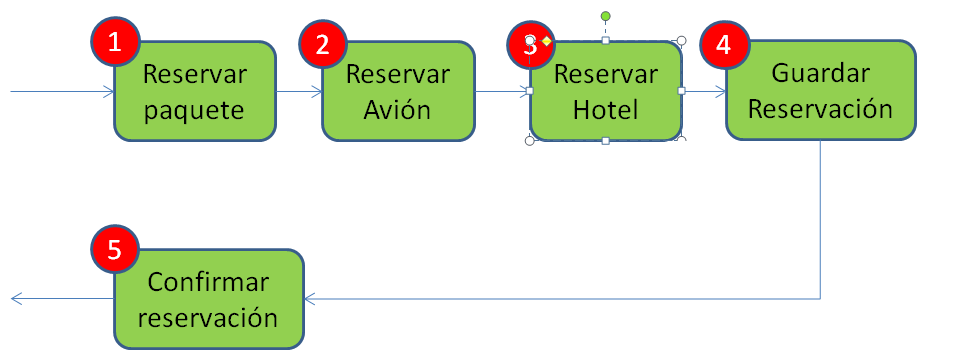 1
Reservar
paquete
2
Reservar
Avión
3
Reservar
Hotel
4
Guardar
Reservación
5
Confirmar
reservación